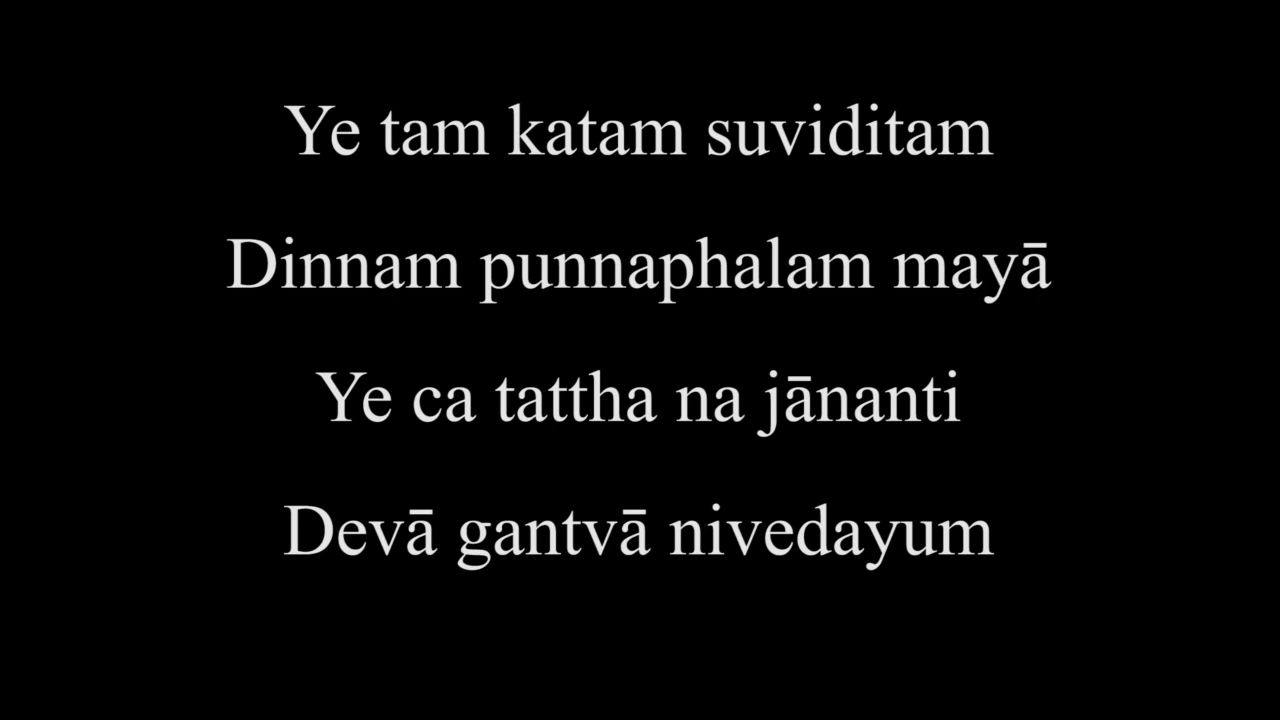 Ye tam katam suviditam
Dinnam punnaphalam mayā
Ye ca tattha na jānanti
Devā gantvā nivedayum